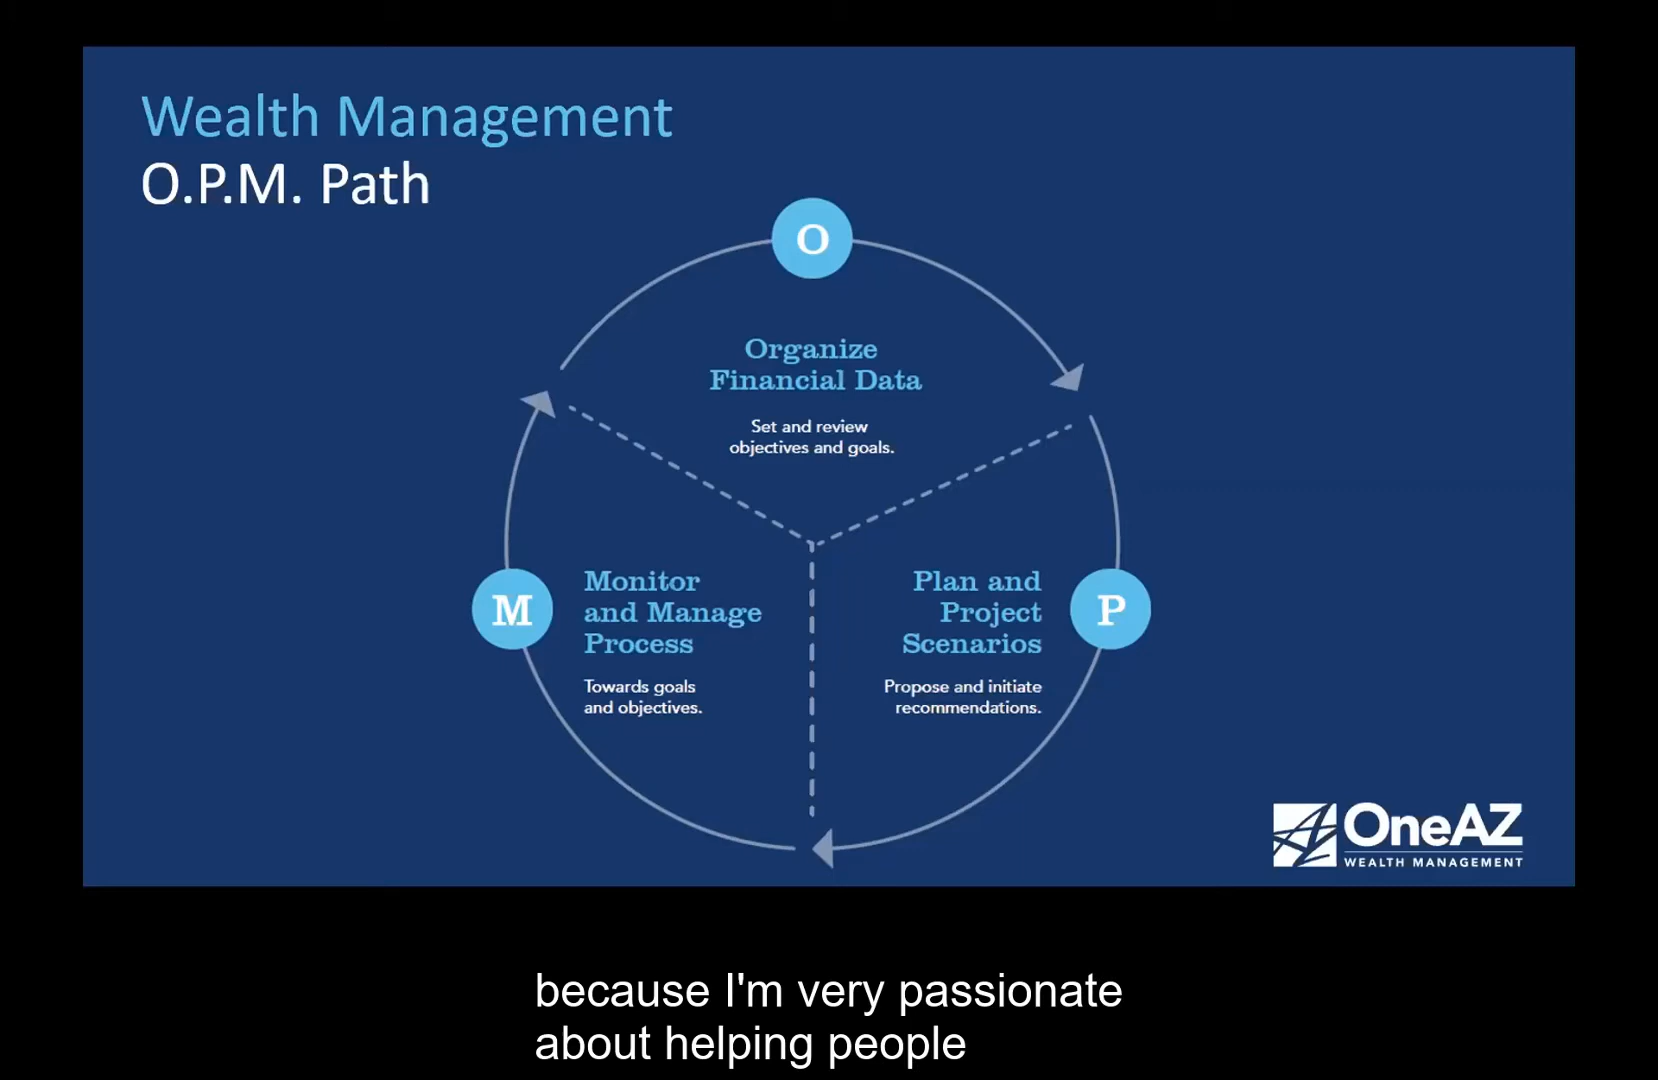 Wealth Management
O.P.M. Path
O
Organize
Financial Data
Set and review
objectives and goals.
M
Monitor
and Manage
Process
Towards goals
and objectives.
Plan and
Project
Scenarios
P
Propose and initiate
recommendations.
OneAZ
WEALTH MANAGEMENT
because I'm very passionate
about helping people